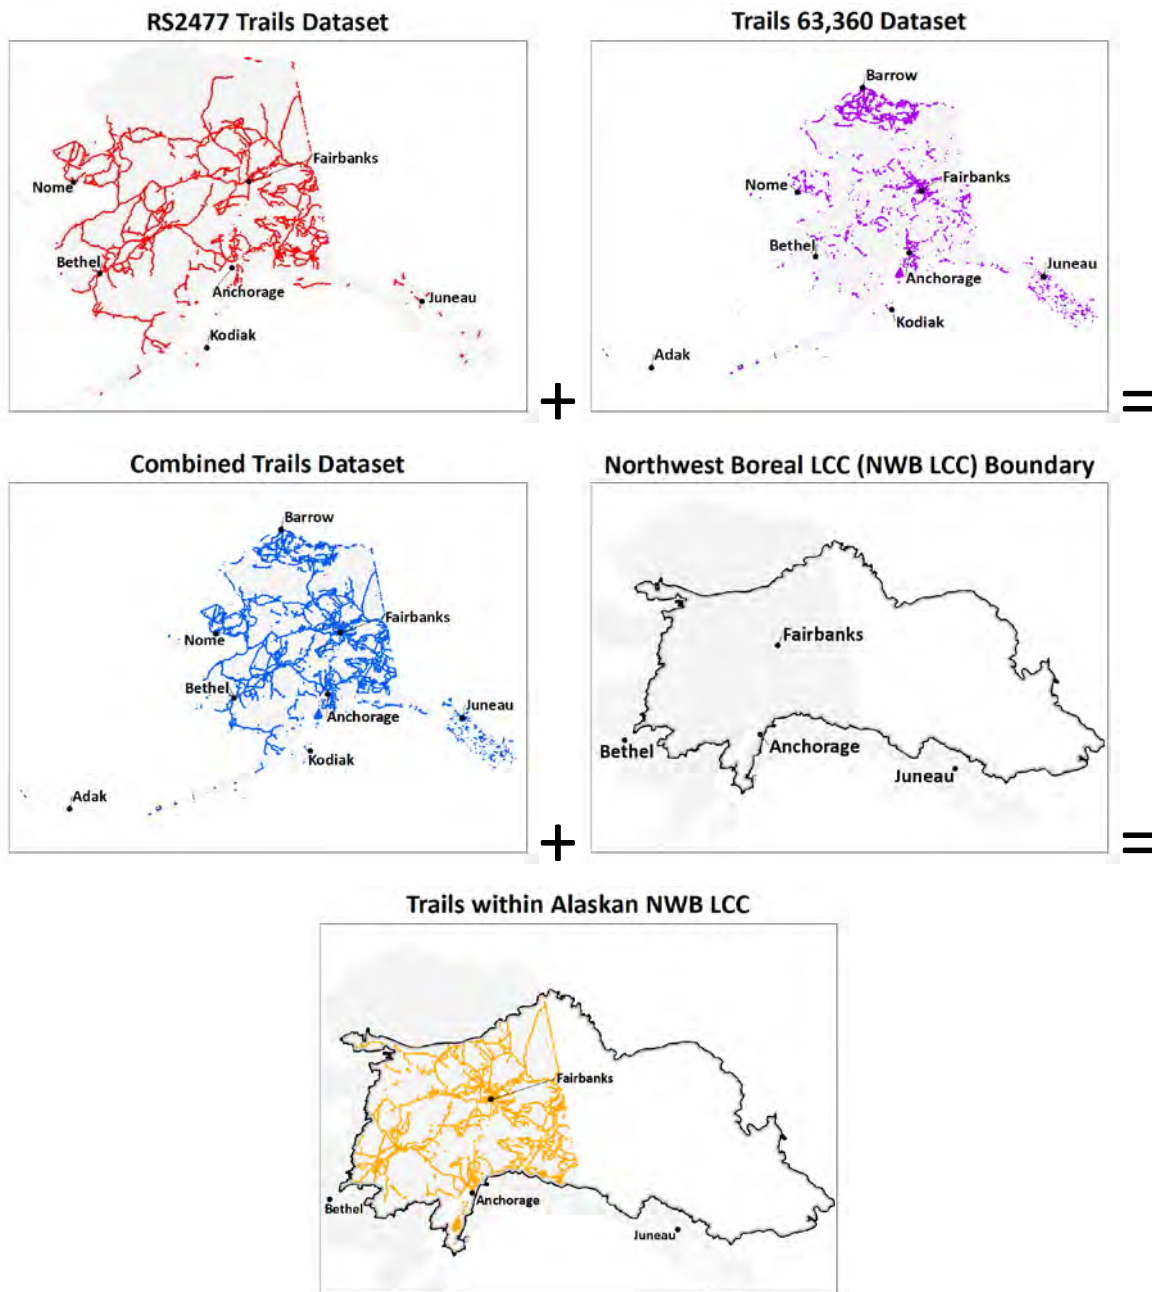 RS2477 Trails Dataset
Trails 63,360 Dataset
Fairbanks
Nome
Bethel
Anchorage
Juneau
Kodiak
+
Barrow
Fairbanks
Nome
Bethel
Juneau
Anchorage
Kodiak
Adak
=
Combined Trails Dataset
Northwest Boreal LCC (NWB LCC) Boundary
Barrow
Fairbanks
Nome
Bethel
Juneau
Anchorage
Kodiak
Adak
+
Fairbanks
Anchorage
Bethel
Juneau
=
Trails within Alaskan NWB LCC
Fairbanks
Anchorage
Bethel
Juneau